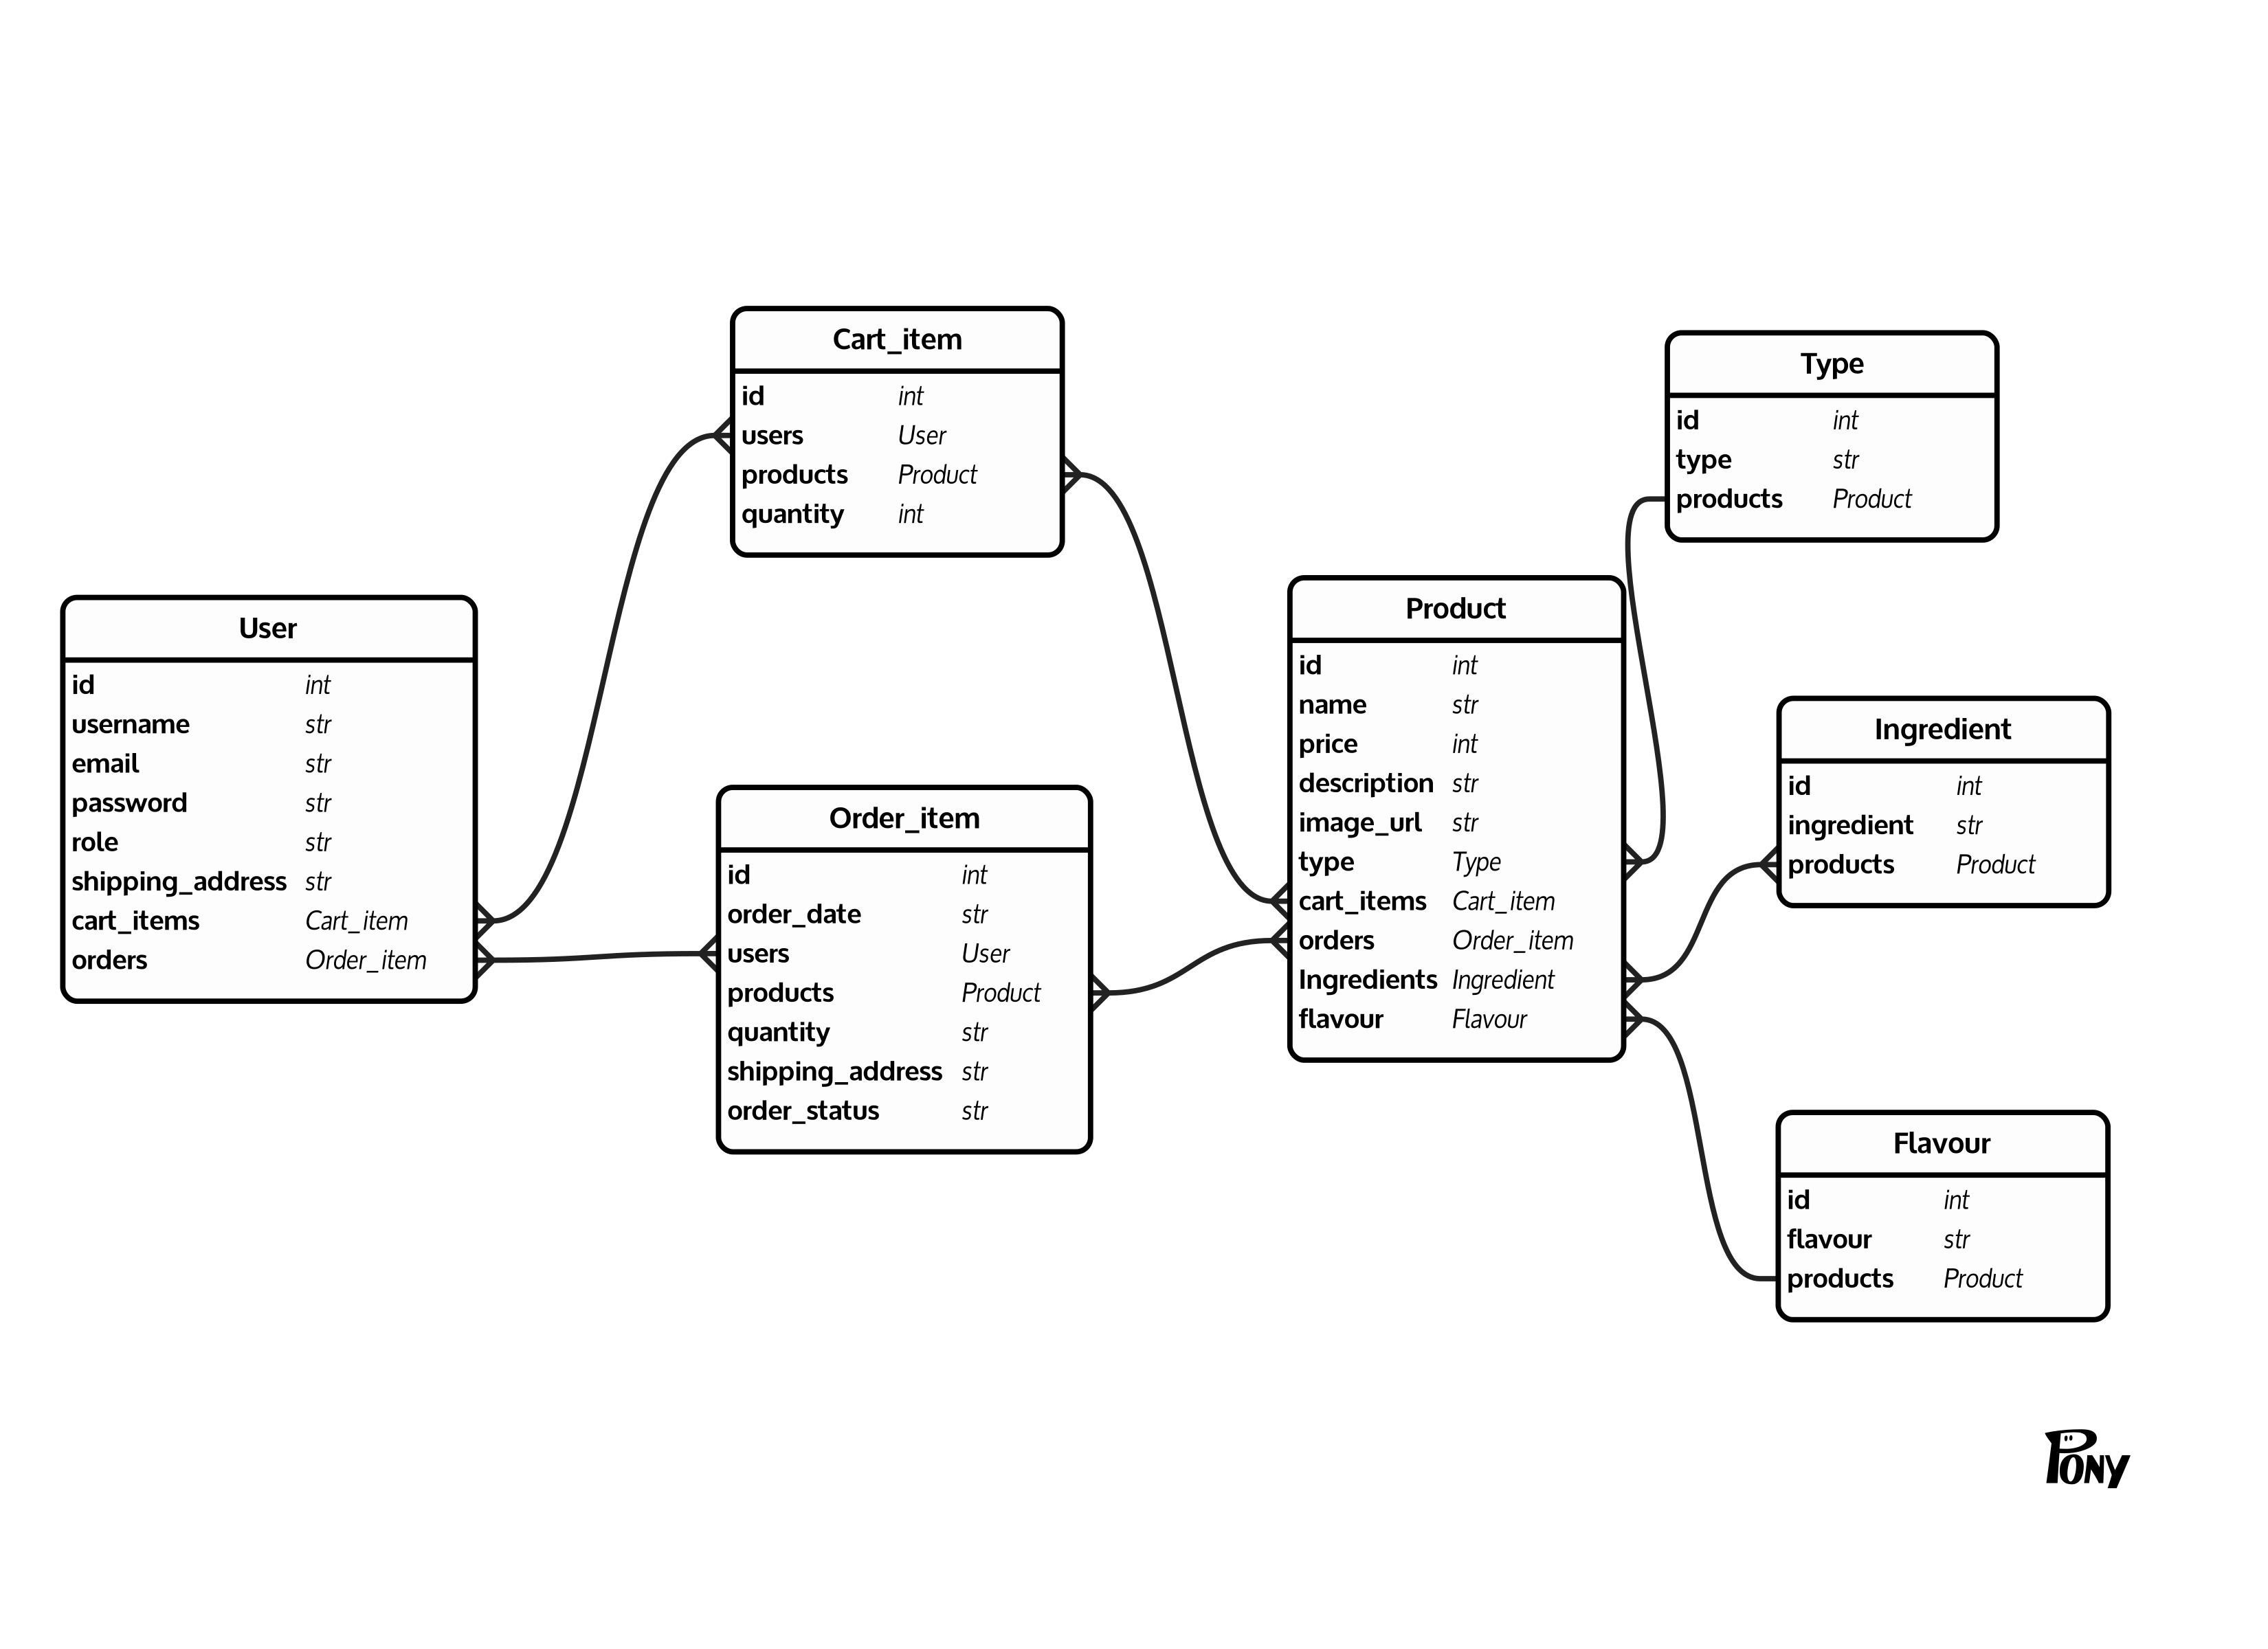 Cart_item
id int
users User
products Product
quantity int
Type
id int
type str
products Product
User
id int
username str
email str
password str
role str
shipping_address str
cart_items Cart_item
orders Order_item
Order_item
id int
order_date str
users User
products Product
quantity str
shipping_address str
order_status str
Product
id int
name str
price int
description str
image_url str
type Type
cart_items Cart_item
orders Order_item
Ingredients Ingredient
flavour Flavour
Ingredient
id int
ingredient str
products Product
Flavour
id int
flavour str
products Product
PONY